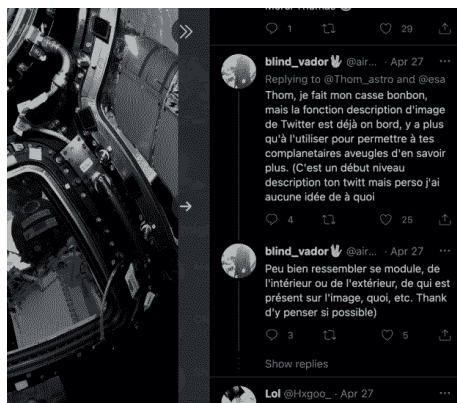 Merci Thomas
1 29
blind_vador @air... · Apr 27 ...
Replying to @Thom_astro and @esa
Thom, je fait mon casse bonbon,
mais la fonction description d'image
de Twitter est déjà on bord, y a plus
qu'à l'utiliser pour permettre à tes
complanetaires aveugles d'en savoir
plus. (C'est un début niveau
description ton twitt mais perso j'ai
aucune idée de à quoi
4 25
blind_vador @air... · Apr 27 ...
Peu bien ressembler se module, de
l'intérieur ou de l'extérieur, de qui est
présent sur l'image, quoi, etc. Thank
d'y penser si possible)
3 5
Show replies
Lol @Hxgoo_ · Apr 27 ...